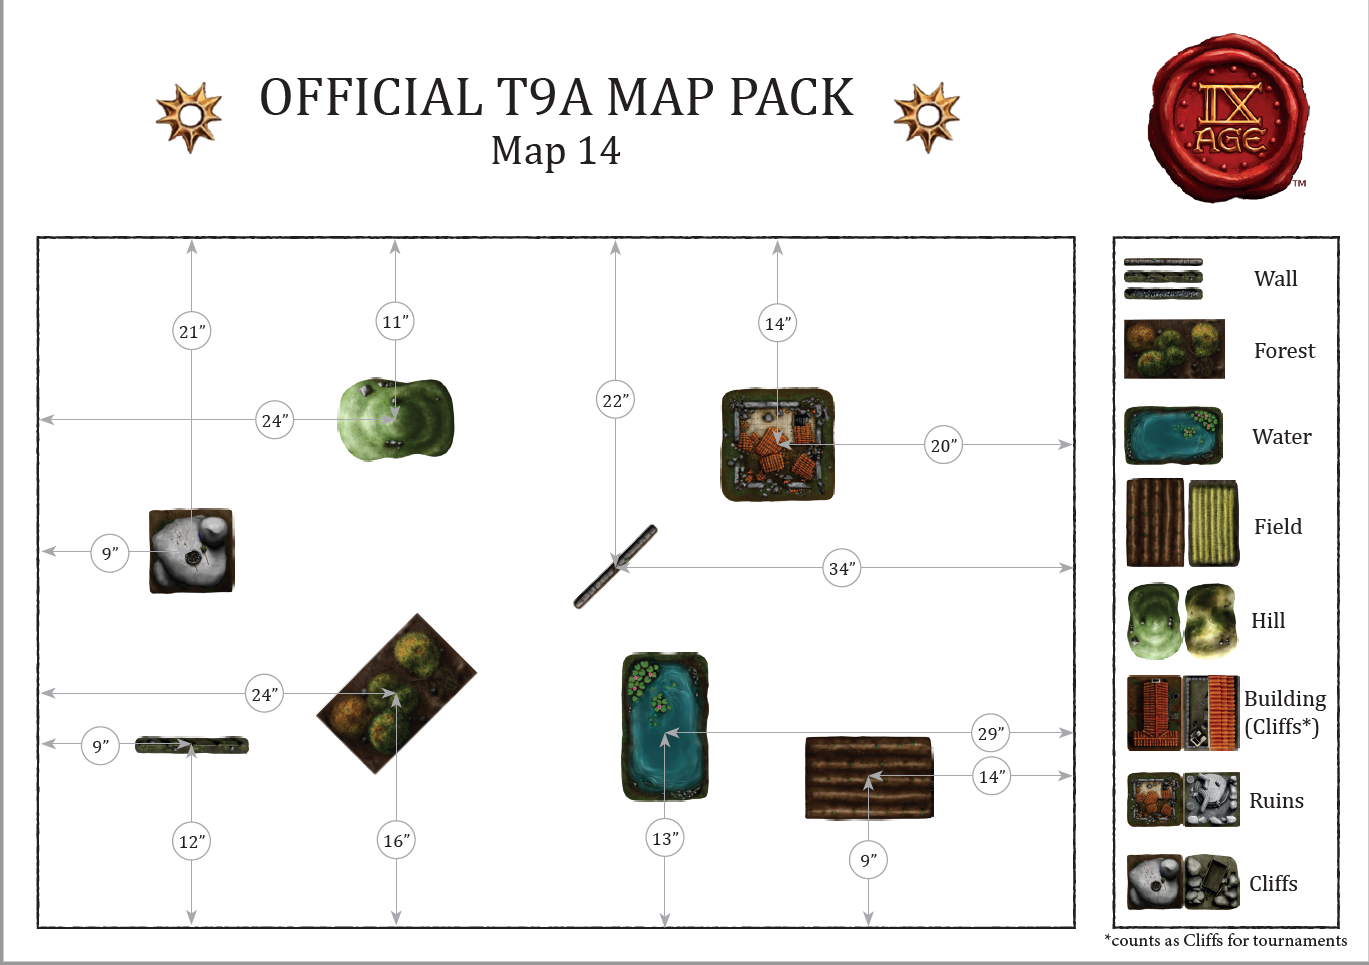 OFFICIAL T9A MAP PACK
Map 14
IX
AGE
™
21”
11”
22”
14”
24”
20”
9”
34”
24”
9”
29”
14”
12”
16”
13”
9”
Wall
Forest
Water
Field
Hill
Building
(Cliffs*)
Ruins
Cliffs
*counts as Cliffs for tournaments